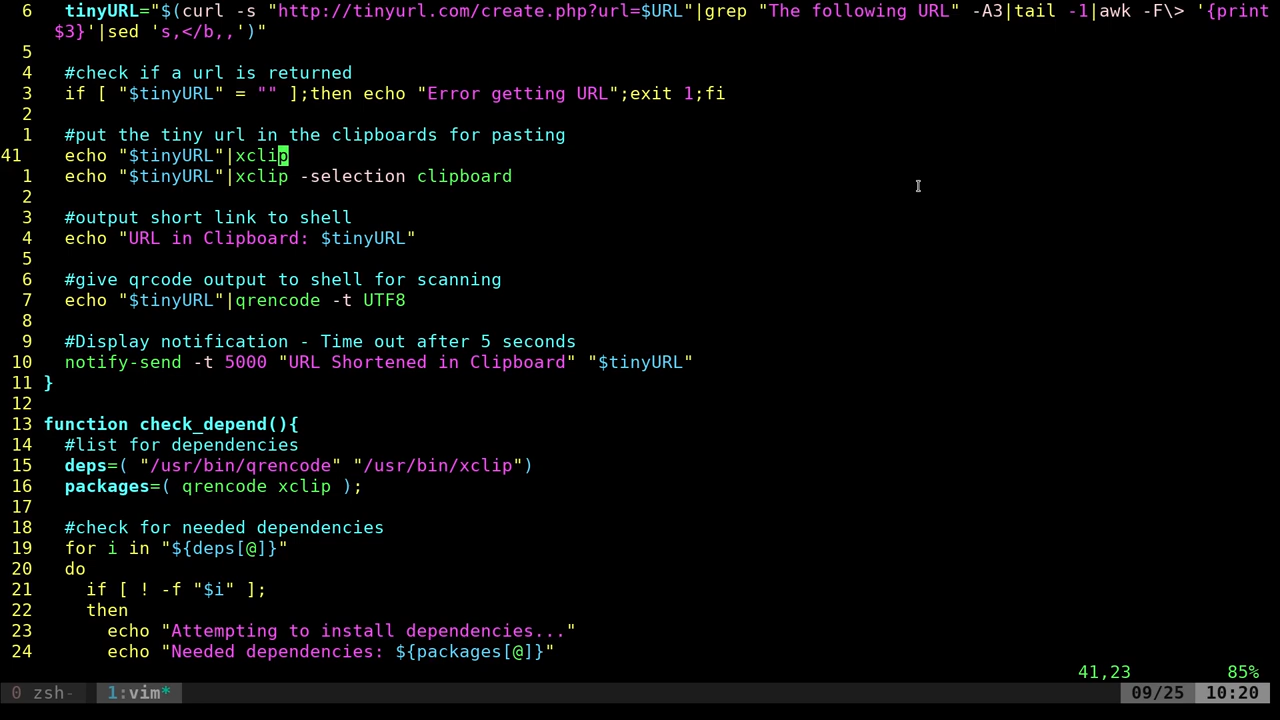 6   tinyURL="$(curl -s "http://tinyurl.com/create.php?url=$URL"|grep "The following URL" -A3|tail -1|awk -F\> '{print
$3}'|sed 's,</b,,')"
5
4   #check if a url is returned
3   if [ "$tinyURL" = "" ];then echo "Error getting URL";exit 1;fi
2
1   #put the tiny url in the clipboards for pasting
41    echo "$tinyURL"|xclip
1   echo "$tinyURL"|xclip -selection clipboard
2
3   #output short link to shell
4   echo "URL in Clipboard: $tinyURL"
5
6   #give qrcode output to shell for scanning
7   echo "$tinyURL"|qrencode -t UTF8
8
9   #Display notification - Time out after 5 seconds
10   notify-send -t 5000 "URL Shortened in Clipboard" "$tinyURL"
11 }
12
13 function check_depend(){
14   #list for dependencies
15   deps=( "/usr/bin/qrencode" "/usr/bin/xclip")
16   packages=( qrencode xclip );
17
18   #check for needed dependencies
19   for i in "${deps[@]}"
20   do
21     if [ ! -f "$i" ];
22     then
23       echo "Attempting to install dependencies..."
24       echo "Needed dependencies: ${packages[@]}"
41,23   85%
0 zsh-  1:vim*   09/25  10:20